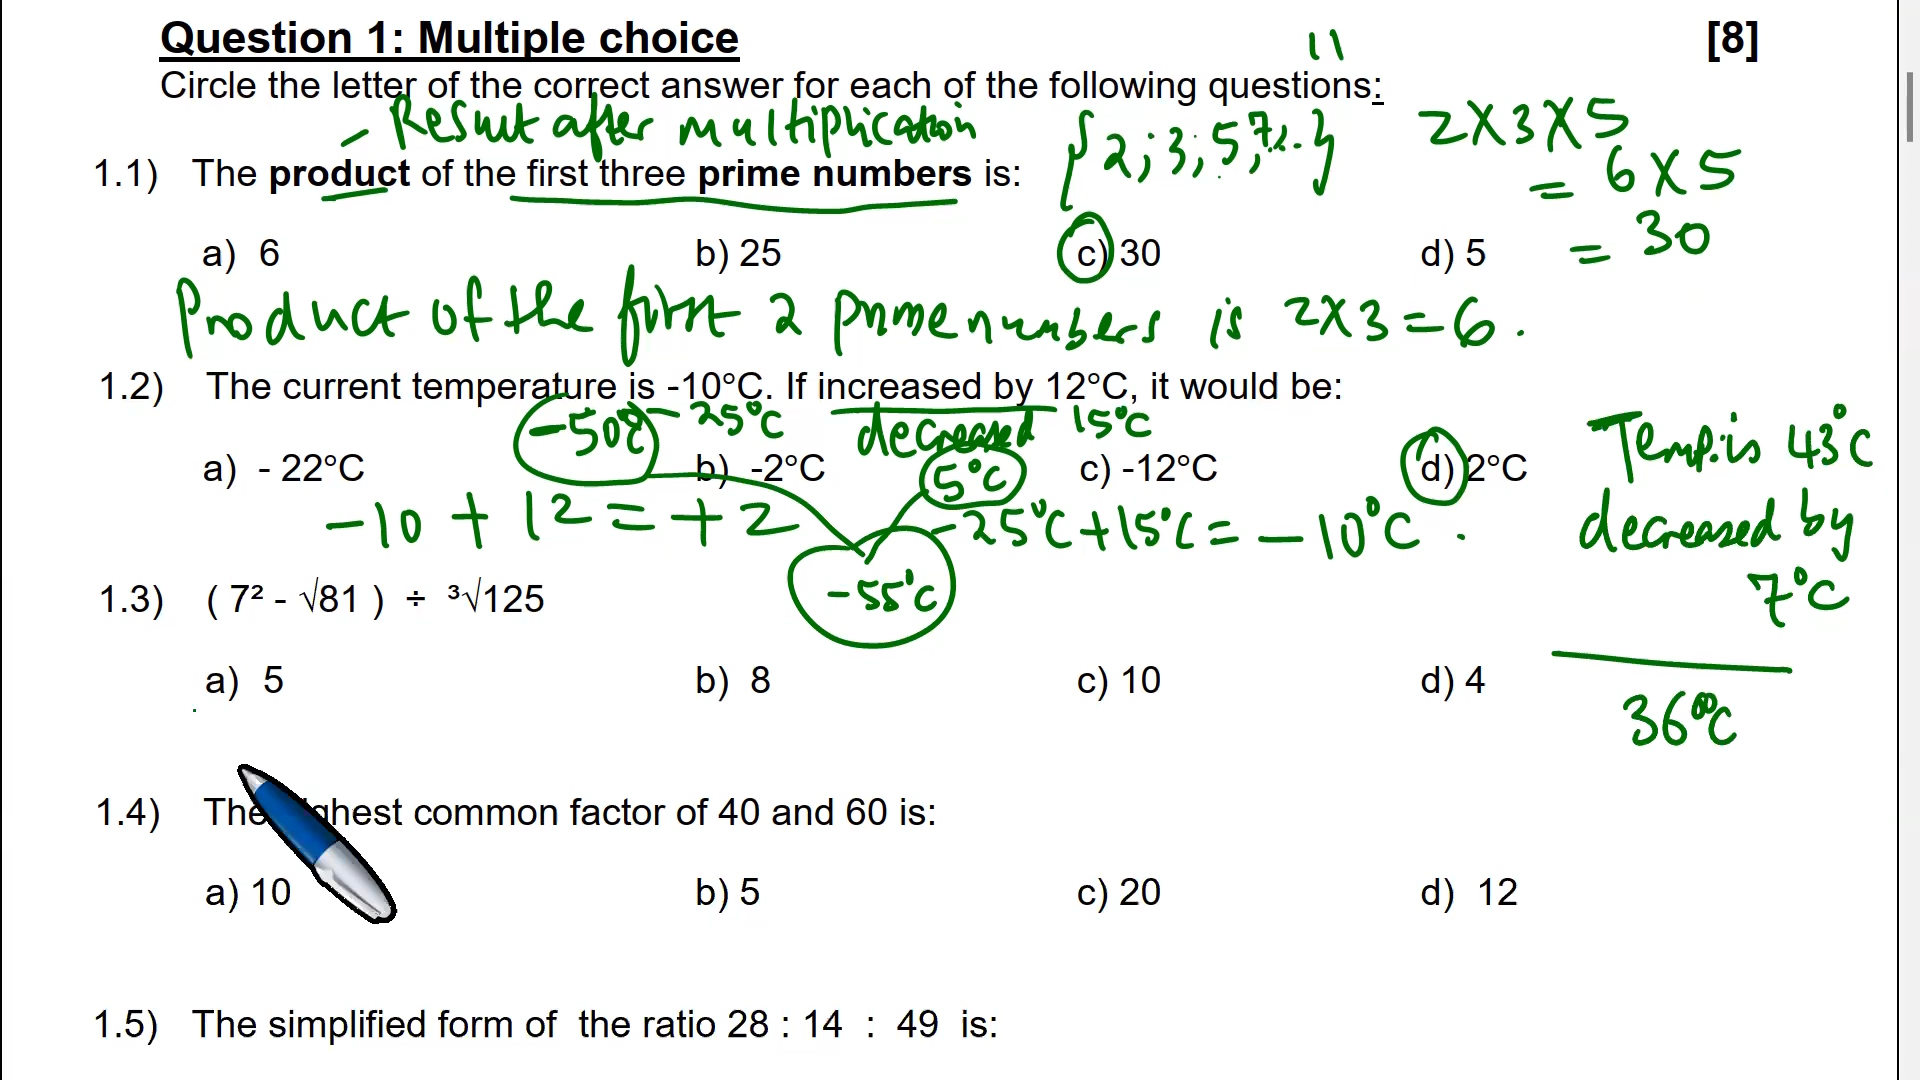 Question 1: Multiple choice [8]
11
Circle the letter of the correct answer for each of the following questions:
- Result after multiplication
{2; 3; 5, 7, ..}
2 X 3 X 5
= 6 X 5
= 30
1.1) The product of the first three prime numbers is:
a) 6 b) 25 c) 30 d) 5
Product of the first 2 prime numbers is 2X3 = 6.
1.2) The current temperature is -10°C. If increased by 12°C, it would be:
-50°C -25°C decreased 15°C
5°C
a) - 22°C b) -2°C c) -12°C d) 2°C
-10 + 12 = +2
-25°C + 15°C = -10°C.
-55°C
Temp. is 43°C
decreased by
7°C
36°C
1.3) ( 7² - √81 ) ÷ ³√125
a) 5 b) 8 c) 10 d) 4
1.4) common factor of 40 and 60 is:
a) 10 b) 5 c) 20 d) 12
1.5) The simplified form of the ratio 28 : 14 : 49 is: